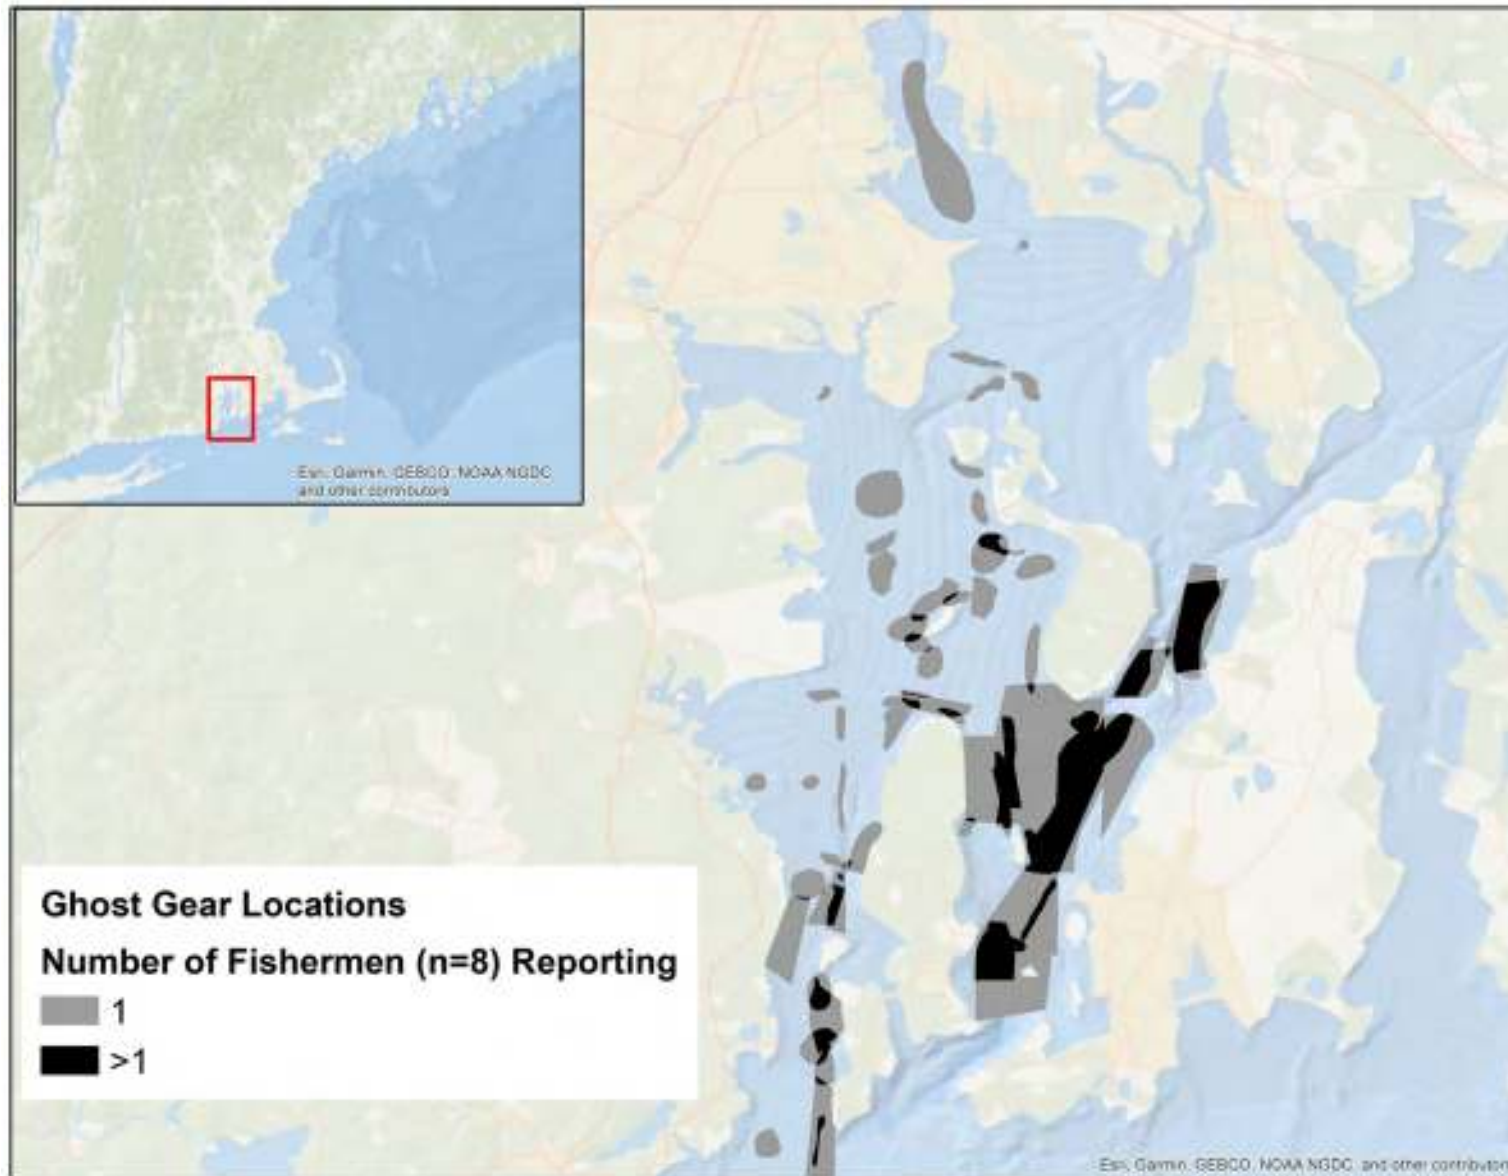 Esri, Garmin, GEBCO, NOAA NGDC
and other contributors
Ghost Gear Locations
Number of Fishermen (n=8) Reporting
1
>1
Esri, Garmin, GEBCO, NOAA NGDC, and other contributors